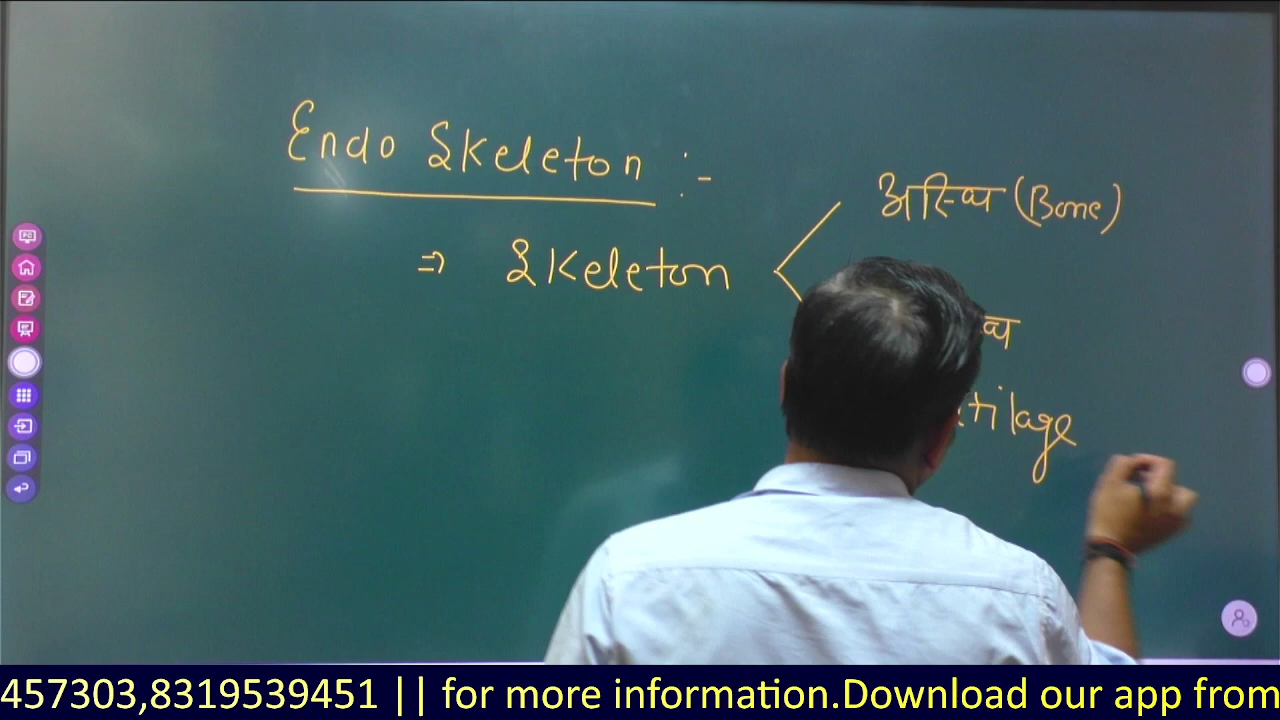 Endo Skeleton :-
⇒ Skeleton
अस्थि (Bone)
tilage
457303,8319539451 || for more information.Download our app from